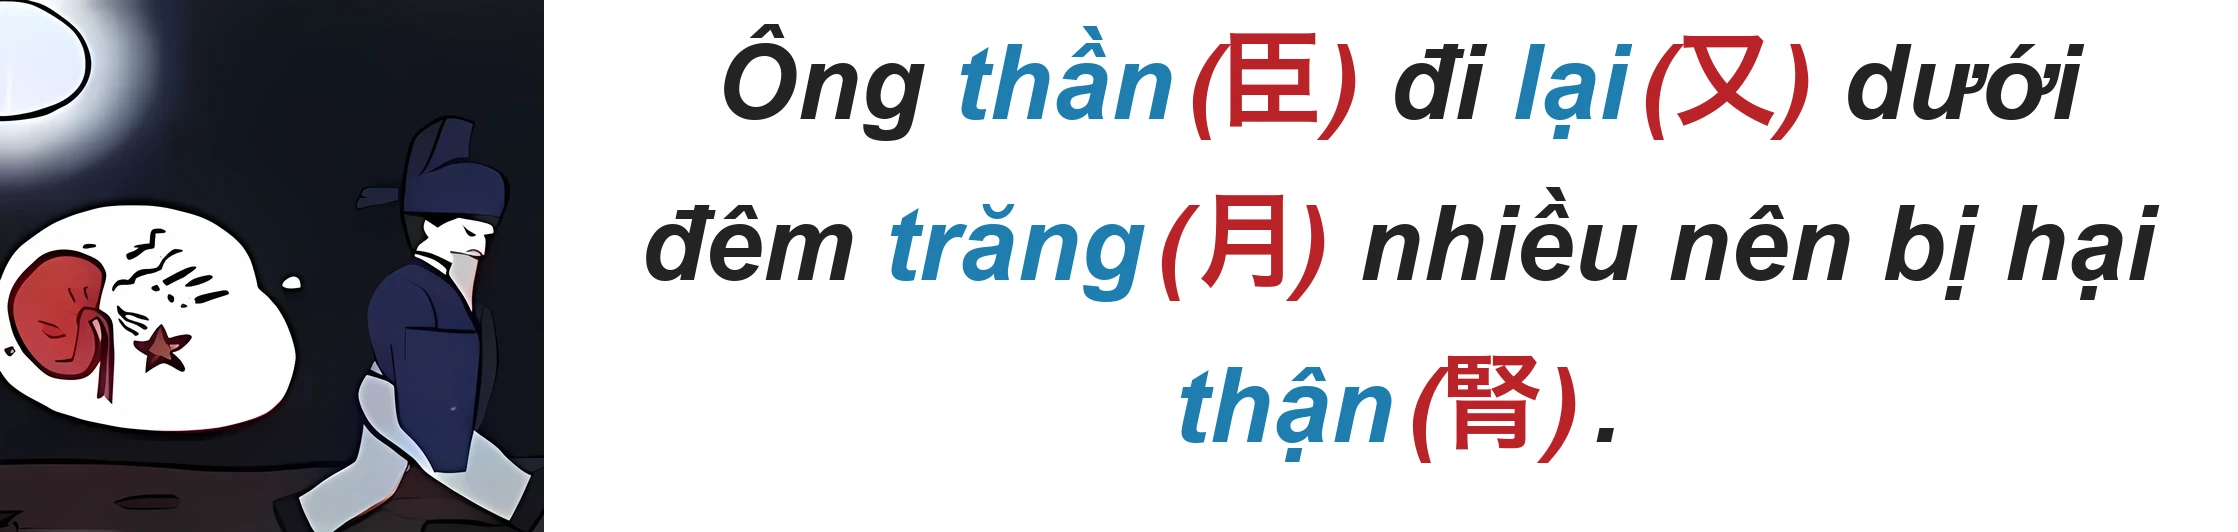 Ông thần (臣) đi lại (又) dưới
đêm trăng (月) nhiều nên bị hại
thận (腎) .